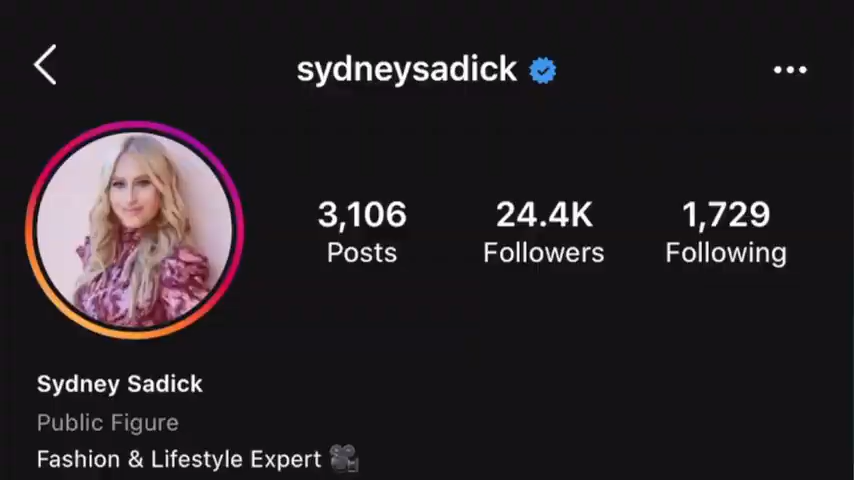 sydneysadick
3,106 24.4K 1,729
Posts Followers Following
Sydney Sadick
Public Figure
Fashion & Lifestyle Expert 🎥